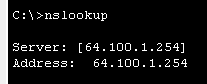 C:\>nslookup
Server: [64.100.1.254]
Address: 64.100.1.254